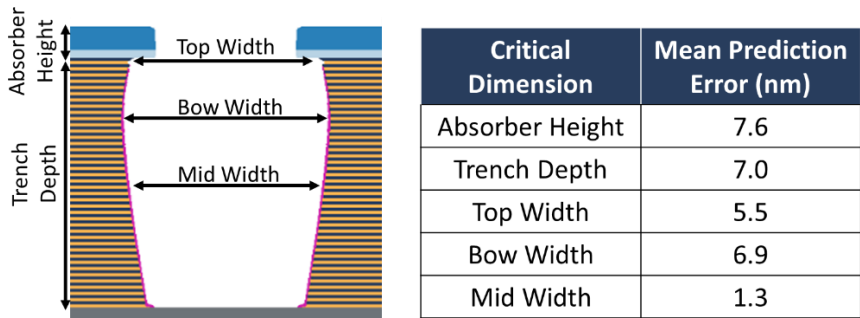 Absorber
Height
Trench
Depth
Top Width
Bow Width
Mid Width
Critical
Dimension
Mean Prediction
Error (nm)
Absorber Height
7.6
Trench Depth
7.0
Top Width
5.5
Bow Width
6.9
Mid Width
1.3